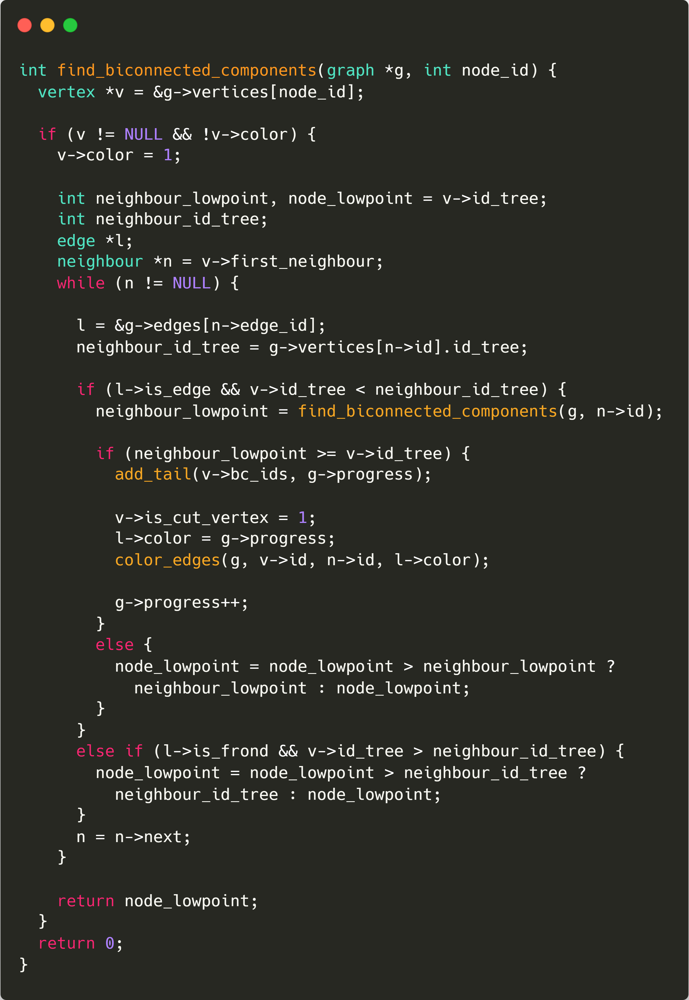 int find_biconnected_components(graph *g, int node_id) {
  vertex *v = &g->vertices[node_id];

  if (v != NULL && !v->color) {
    v->color = 1;

    int neighbour_lowpoint, node_lowpoint = v->id_tree;
    int neighbour_id_tree;
    edge *l;
    neighbour *n = v->first_neighbour;
    while (n != NULL) {

      l = &g->edges[n->edge_id];
      neighbour_id_tree = g->vertices[n->id].id_tree;

      if (l->is_edge && v->id_tree < neighbour_id_tree) {
        neighbour_lowpoint = find_biconnected_components(g, n->id);

        if (neighbour_lowpoint >= v->id_tree) {
          add_tail(v->bc_ids, g->progress);

          v->is_cut_vertex = 1;
          l->color = g->progress;
          color_edges(g, v->id, n->id, l->color);

          g->progress++;
        }
        else {
          node_lowpoint = node_lowpoint > neighbour_lowpoint ?
            neighbour_lowpoint : node_lowpoint;
        }
      }
      else if (l->is_frond && v->id_tree > neighbour_id_tree) {
        node_lowpoint = node_lowpoint > neighbour_id_tree ?
          neighbour_id_tree : node_lowpoint;
      }
      n = n->next;
    }

    return node_lowpoint;
  }
  return 0;
}